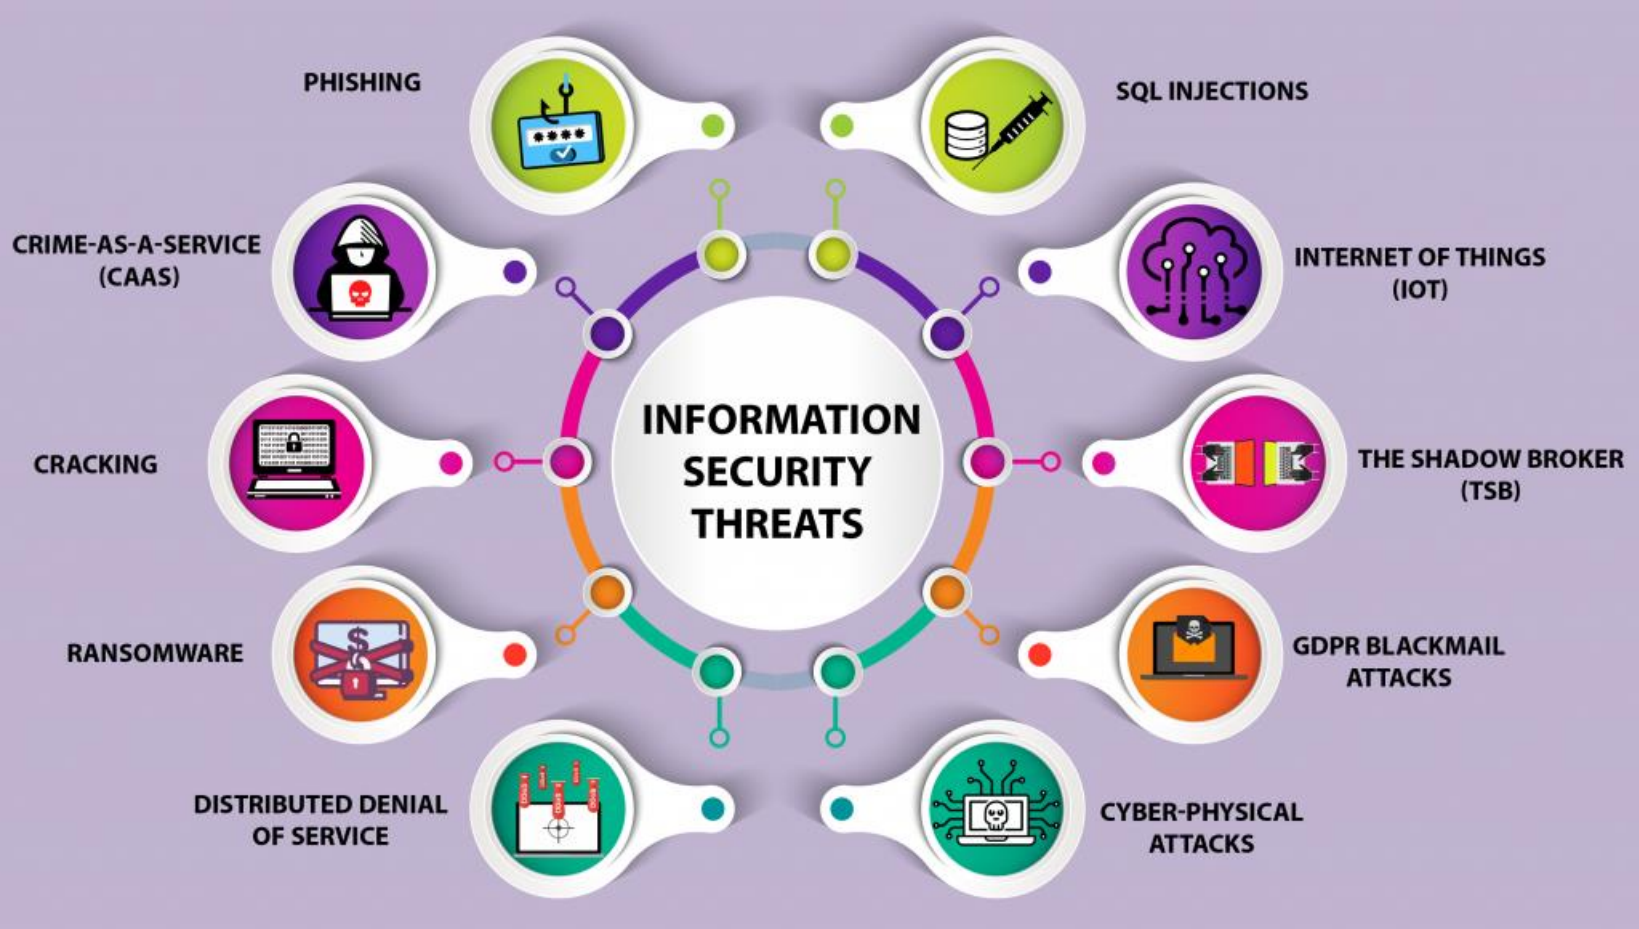 PHISHING
SQL INJECTIONS
CRIME-AS-A-SERVICE
(CAAS)
INTERNET OF THINGS
(IOT)
INFORMATION
SECURITY
THREATS
CRACKING
THE SHADOW BROKER
(TSB)
RANSOMWARE
GDPR BLACKMAIL
ATTACKS
DISTRIBUTED DENIAL
OF SERVICE
CYBER-PHYSICAL
ATTACKS